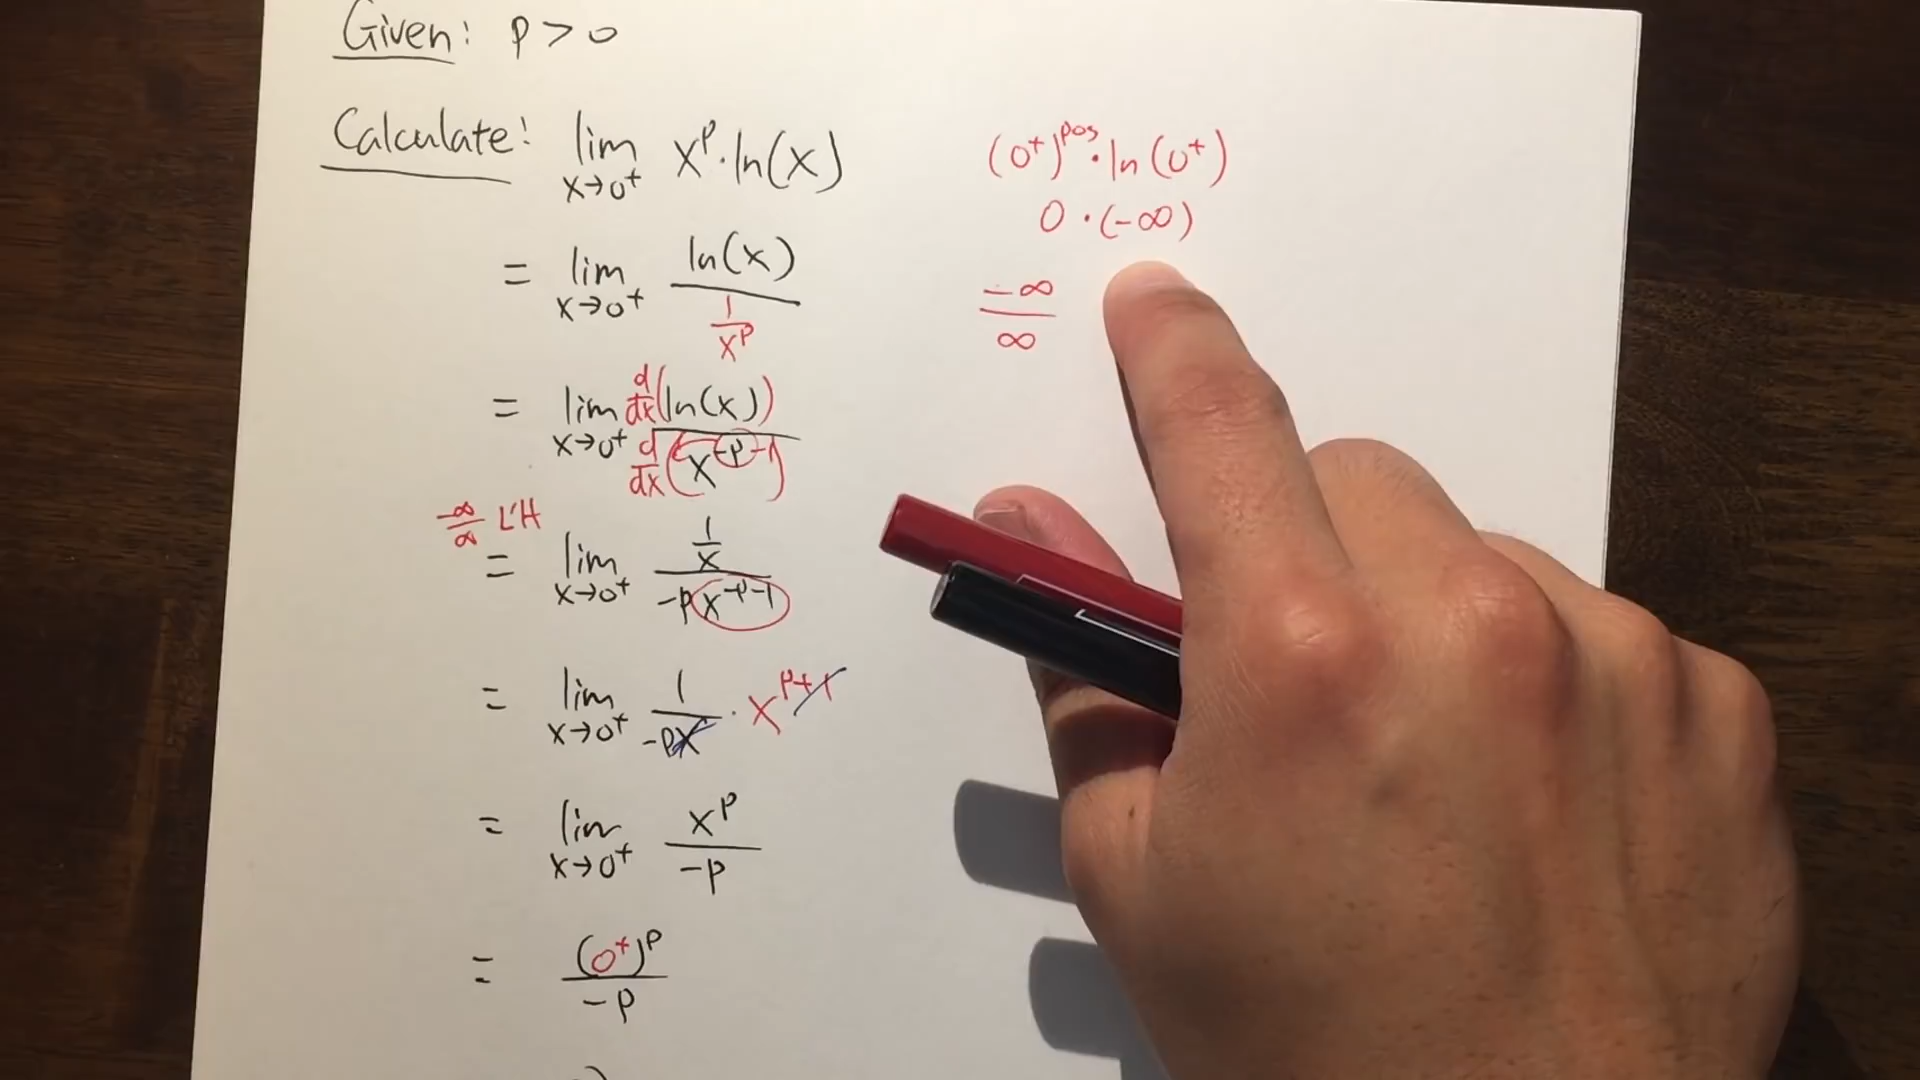 Given: p > 0
Calculate: lim x→0⁺ x^p · ln(x)
(0⁺)^pos · ln(0⁺)
0 · (-∞)
= lim x→0⁺ ln(x) / (1/x^p)
-∞/∞
= lim x→0⁺ d/dx(ln(x)) / d/dx(x^-p-1)
-∞/∞ L'H
= lim x→0⁺ (1/x) / (-p x^-p-1)
= lim x→0⁺ 1/(-px) · x^p+1
= lim x→0⁺ x^p / -p
= (0⁺)^p / -p